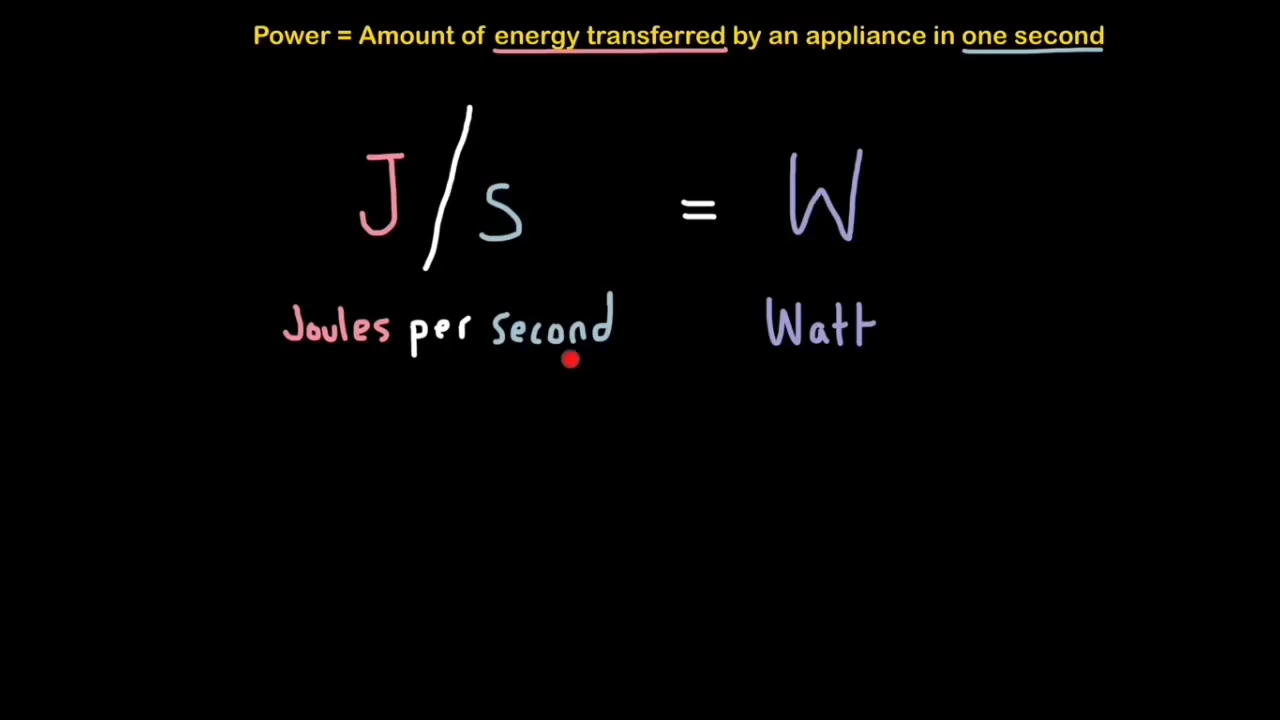 Power = Amount of energy transferred by an appliance in one second
J/s = W
Joules per second Watt